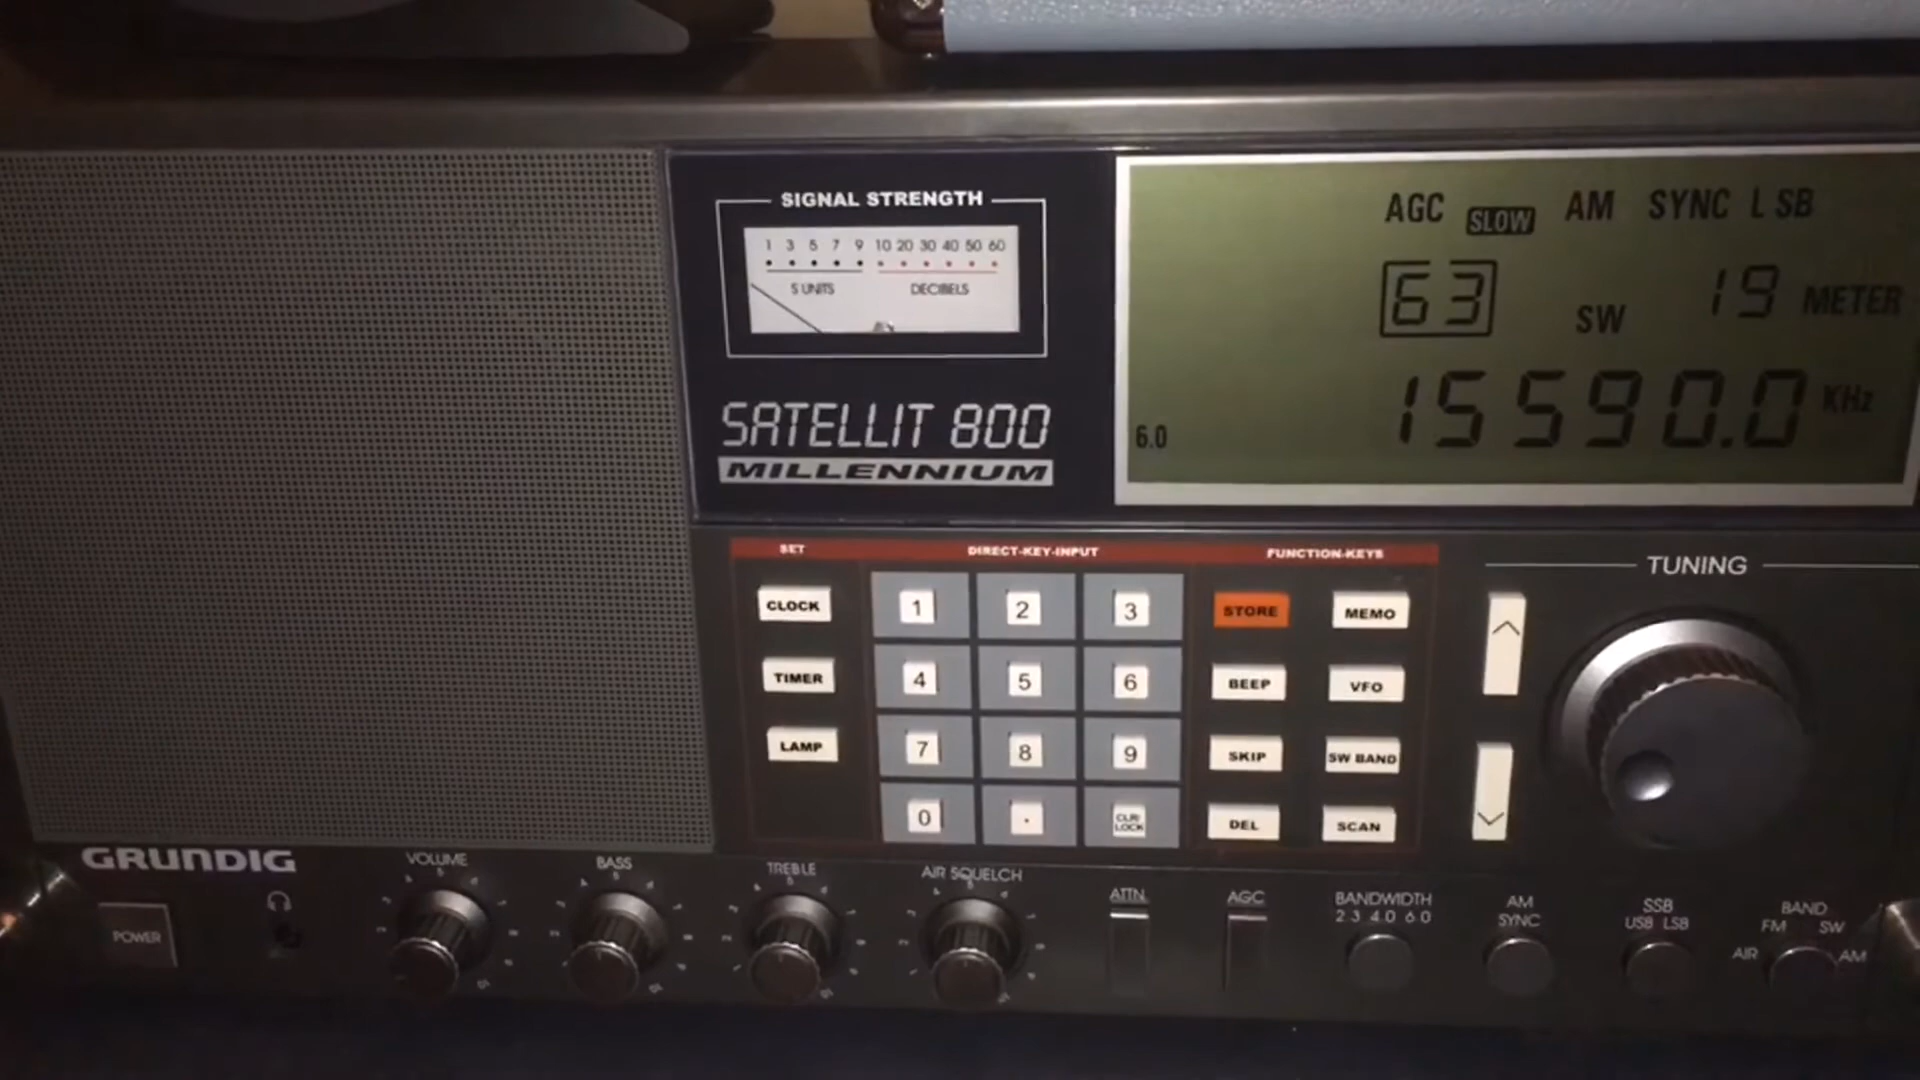 SIGNAL STRENGTH
1 3 5 7 9 10 20 30 40 50 60
S UNITS DECIBELS
SATELLIT 800
MILLENNIUM
AGC SLOW AM SYNC LSB
63 SW 19 METER
6.0 15590.0 KHz
SET DIRECT-KEY-INPUT FUNCTION-KEYS
TUNING
CLOCK 1 2 3 STORE MEMO
TIMER 4 5 6 BEEP VFO
LAMP 7 8 9 SKIP SW BAND
0 . CLR/LOCK DEL SCAN
GRUNDIG
POWER
VOLUME BASS TREBLE AIR SQUELCH
ATTN. AGC
BANDWIDTH
2.3 4.0 6.0
AM
SYNC
SSB
USB LSB
BAND
FM SW
AIR AM